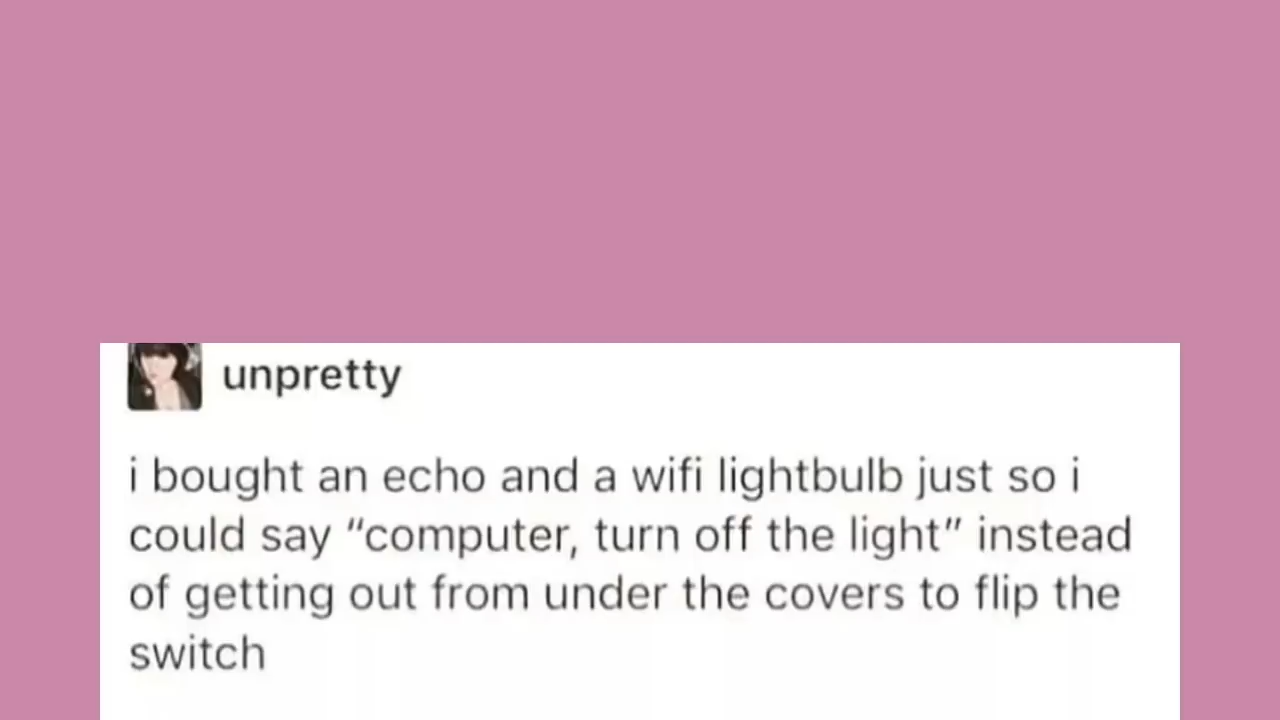 unpretty
i bought an echo and a wifi lightbulb just so i
could say “computer, turn off the light” instead
of getting out from under the covers to flip the
switch